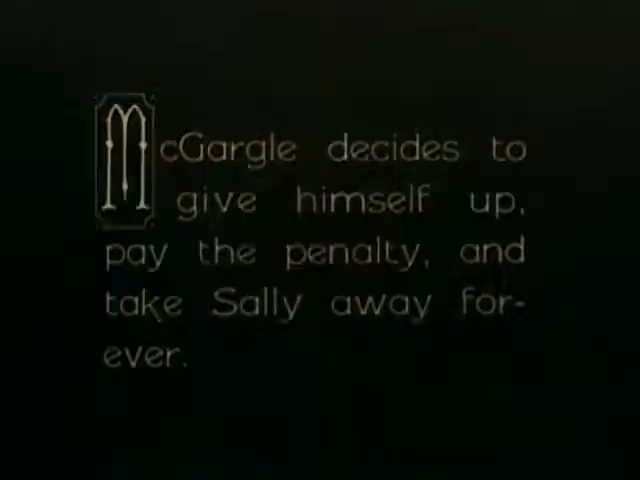 McGargle decides to
give himself up,
pay the penalty, and
take Sally away for-
ever.